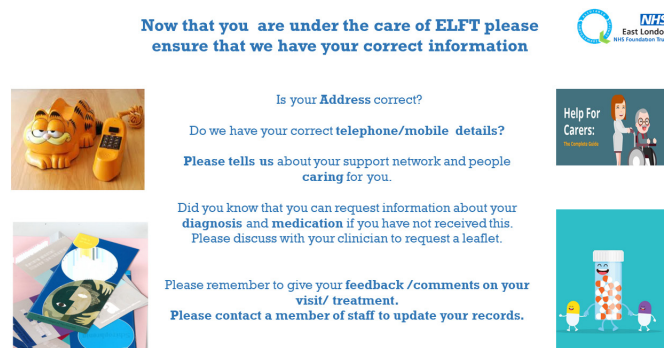 Now that you are under the care of ELFT please
ensure that we have your correct information
NHS
East London
NHS Foundation Tru
Is your Address correct?
Do we have your correct telephone/mobile details?
Please tells us about your support network and people
caring for you.
Did you know that you can request information about your
diagnosis and medication if you have not received this.
Please discuss with your clinician to request a leaflet.
Please remember to give your feedback /comments on your
visit/ treatment.
Please contact a member of staff to update your records.
Help For
Carers:
The Complete Guide